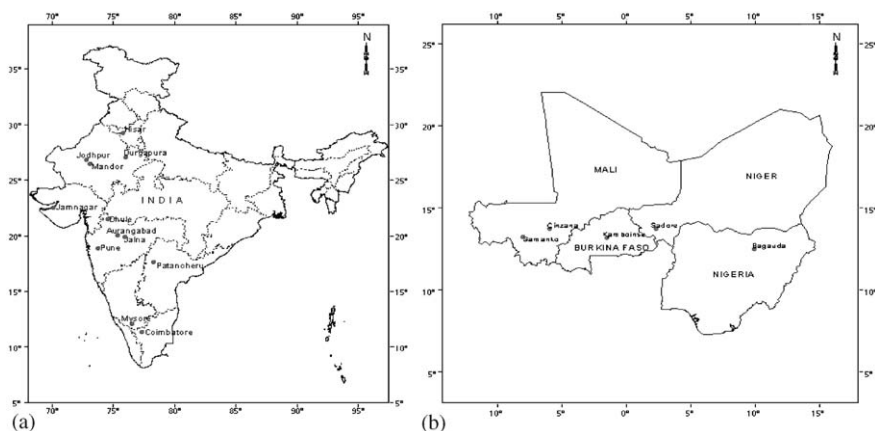 70° 75° 80° 85° 90° 95°
N
35°
30°
25°
20°
15°
10°
5°
Hisar
Durgapura
Jodhpur
Mandor
INDIA
Jamnagar
Dhule
Aurangabad
Jalna
Pune
Patancheru
Mysore
Coimbatore
35°
30°
25°
20°
15°
10°
5°
70° 75° 80° 85° 90° 95°
(a)
10° 5° 0° 5° 10° 15°
N
25°
20°
15°
10°
5°
MALI
NIGER
Cinzana
Samanko
Kamboinse
Sadore
BURKINA FASO
Bagauda
NIGERIA
25°
20°
15°
10°
5°
10° 5° 0° 5° 10° 15°
(b)